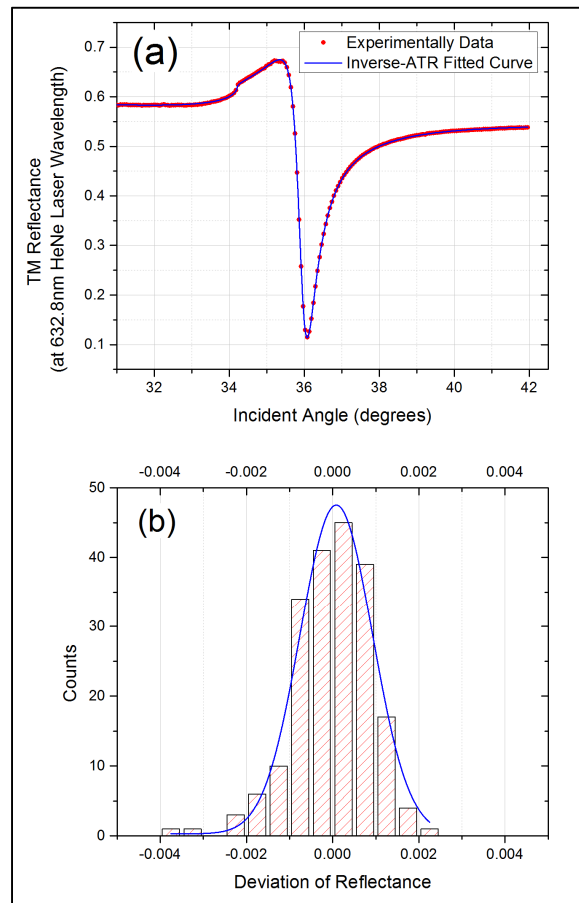 (a)
Experimentally Data
Inverse-ATR Fitted Curve
0.7
0.6
0.5
0.4
0.3
0.2
0.1
TM Reflectance
(at 632.8nm HeNe Laser Wavelength)
32 34 36 38 40 42
Incident Angle (degrees)
-0.004 -0.002 0.000 0.002 0.004
(b)
50
40
30
20
10
0
Counts
-0.004 -0.002 0.000 0.002 0.004
Deviation of Reflectance